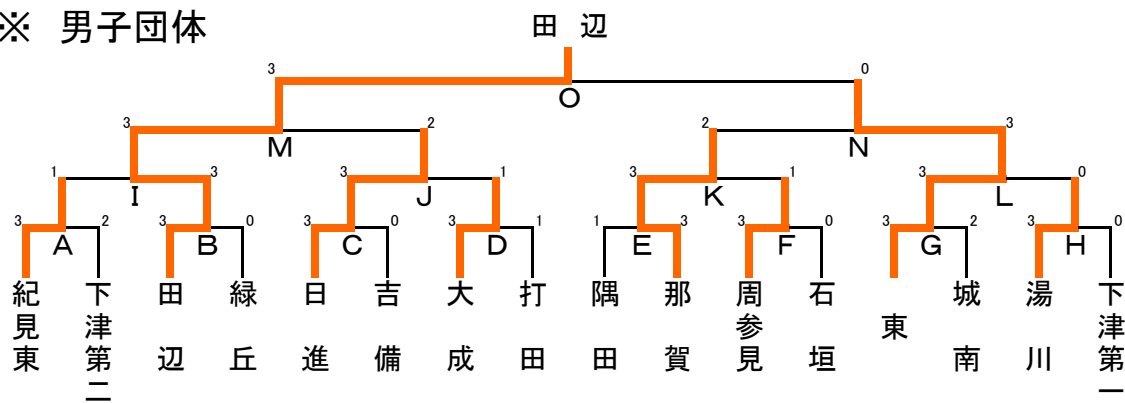 ※ 男子団体
田辺
3 0
O
3 2 2 3
M N
1 3 3 1 3 1 3 0
I J K L
3 2 3 0 3 0 3 1 1 3 3 0 3 2 3 0
A B C D E F G H
紀見東
下津第二
田辺
緑丘
日進
吉備
大成
打田
隅田
那賀
周参見
石垣
東
城南
湯川
下津第一